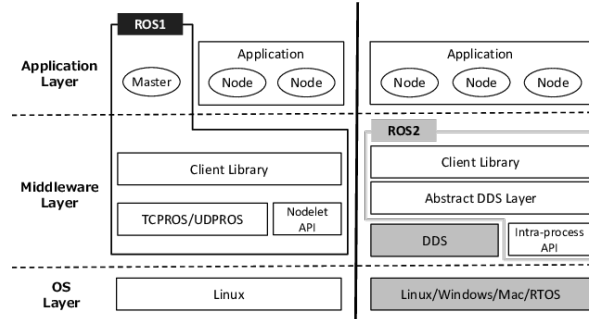 ROS1
Application
Layer
Master
Application
Node Node
Application
Node Node Node
Middleware
Layer
Client Library
TCPROS/UDPROS
Nodelet
API
ROS2
Client Library
Abstract DDS Layer
DDS
Intra-process
API
OS
Layer
Linux
Linux/Windows/Mac/RTOS